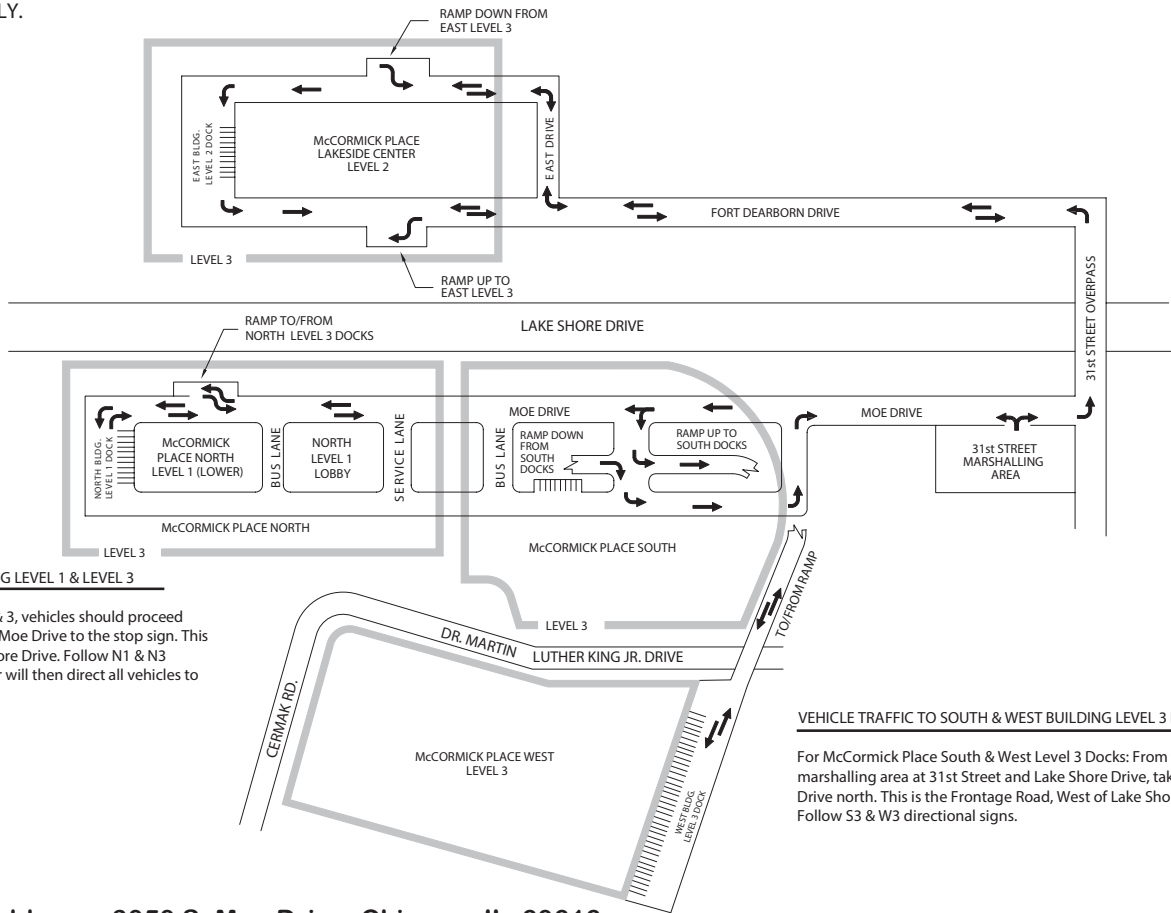 LY.
RAMP DOWN FROM
EAST LEVEL 3
EAST BLDG.
LEVEL 2 DOCK
McCORMICK PLACE
LAKESIDE CENTER
LEVEL 2
EAST DRIVE
FORT DEARBORN DRIVE
LEVEL 3
RAMP UP TO
EAST LEVEL 3
31st STREET OVERPASS
LAKE SHORE DRIVE
RAMP TO/FROM
NORTH LEVEL 3 DOCKS
MOE DRIVE
MOE DRIVE
NORTH BLDG.
LEVEL 1 DOCK
McCORMICK
PLACE NORTH
LEVEL 1 (LOWER)
BUS LANE
NORTH
LEVEL 1
LOBBY
SERVICE LANE
BUS LANE
RAMP DOWN
FROM
SOUTH
DOCKS
RAMP UP TO
SOUTH DOCKS
31st STREET
MARSHALLING
AREA
McCORMICK PLACE NORTH
LEVEL 3
McCORMICK PLACE SOUTH
LEVEL 3
TO/FROM RAMP
G LEVEL 1 & LEVEL 3
& 3, vehicles should proceed
Moe Drive to the stop sign. This
ore Drive. Follow N1 & N3
r will then direct all vehicles to
DR. MARTIN LUTHER KING JR. DRIVE
CERMAK RD.
McCORMICK PLACE WEST
LEVEL 3
WEST BLDG.
LEVEL 3 DOCK
VEHICLE TRAFFIC TO SOUTH & WEST BUILDING LEVEL 3
For McCormick Place South & West Level 3 Docks: From
marshalling area at 31st Street and Lake Shore Drive, tak
Drive north. This is the Frontage Road, West of Lake Sho
Follow S3 & W3 directional signs.